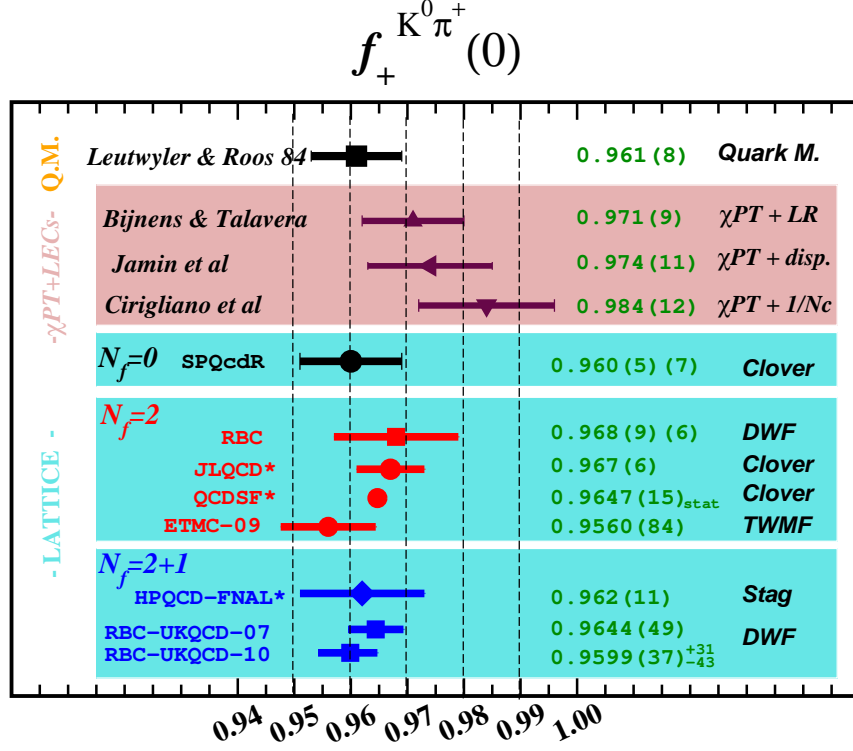 f+^{K^0 π^+}(0)
Q.M.
Leutwyler & Roos 84 0.961(8) Quark M.
-χPT+LECs-
Bijnens & Talavera 0.971(9) χPT + LR
Jamin et al 0.974(11) χPT + disp.
Cirigliano et al 0.984(12) χPT + 1/Nc
- LATTICE -
N_f=0 SPQcdR 0.960(5)(7) Clover
N_f=2
RBC 0.968(9)(6) DWF
JLQCD* 0.967(6) Clover
QCDSF* 0.9647(15)stat Clover
ETMC-09 0.9560(84) TWMF
N_f=2+1
HPQCD-FNAL* 0.962(11) Stag
RBC-UKQCD-07 0.9644(49)
DWF
RBC-UKQCD-10 0.9599(37)^{+31}_{-43}
0.94 0.95 0.96 0.97 0.98 0.99 1.00